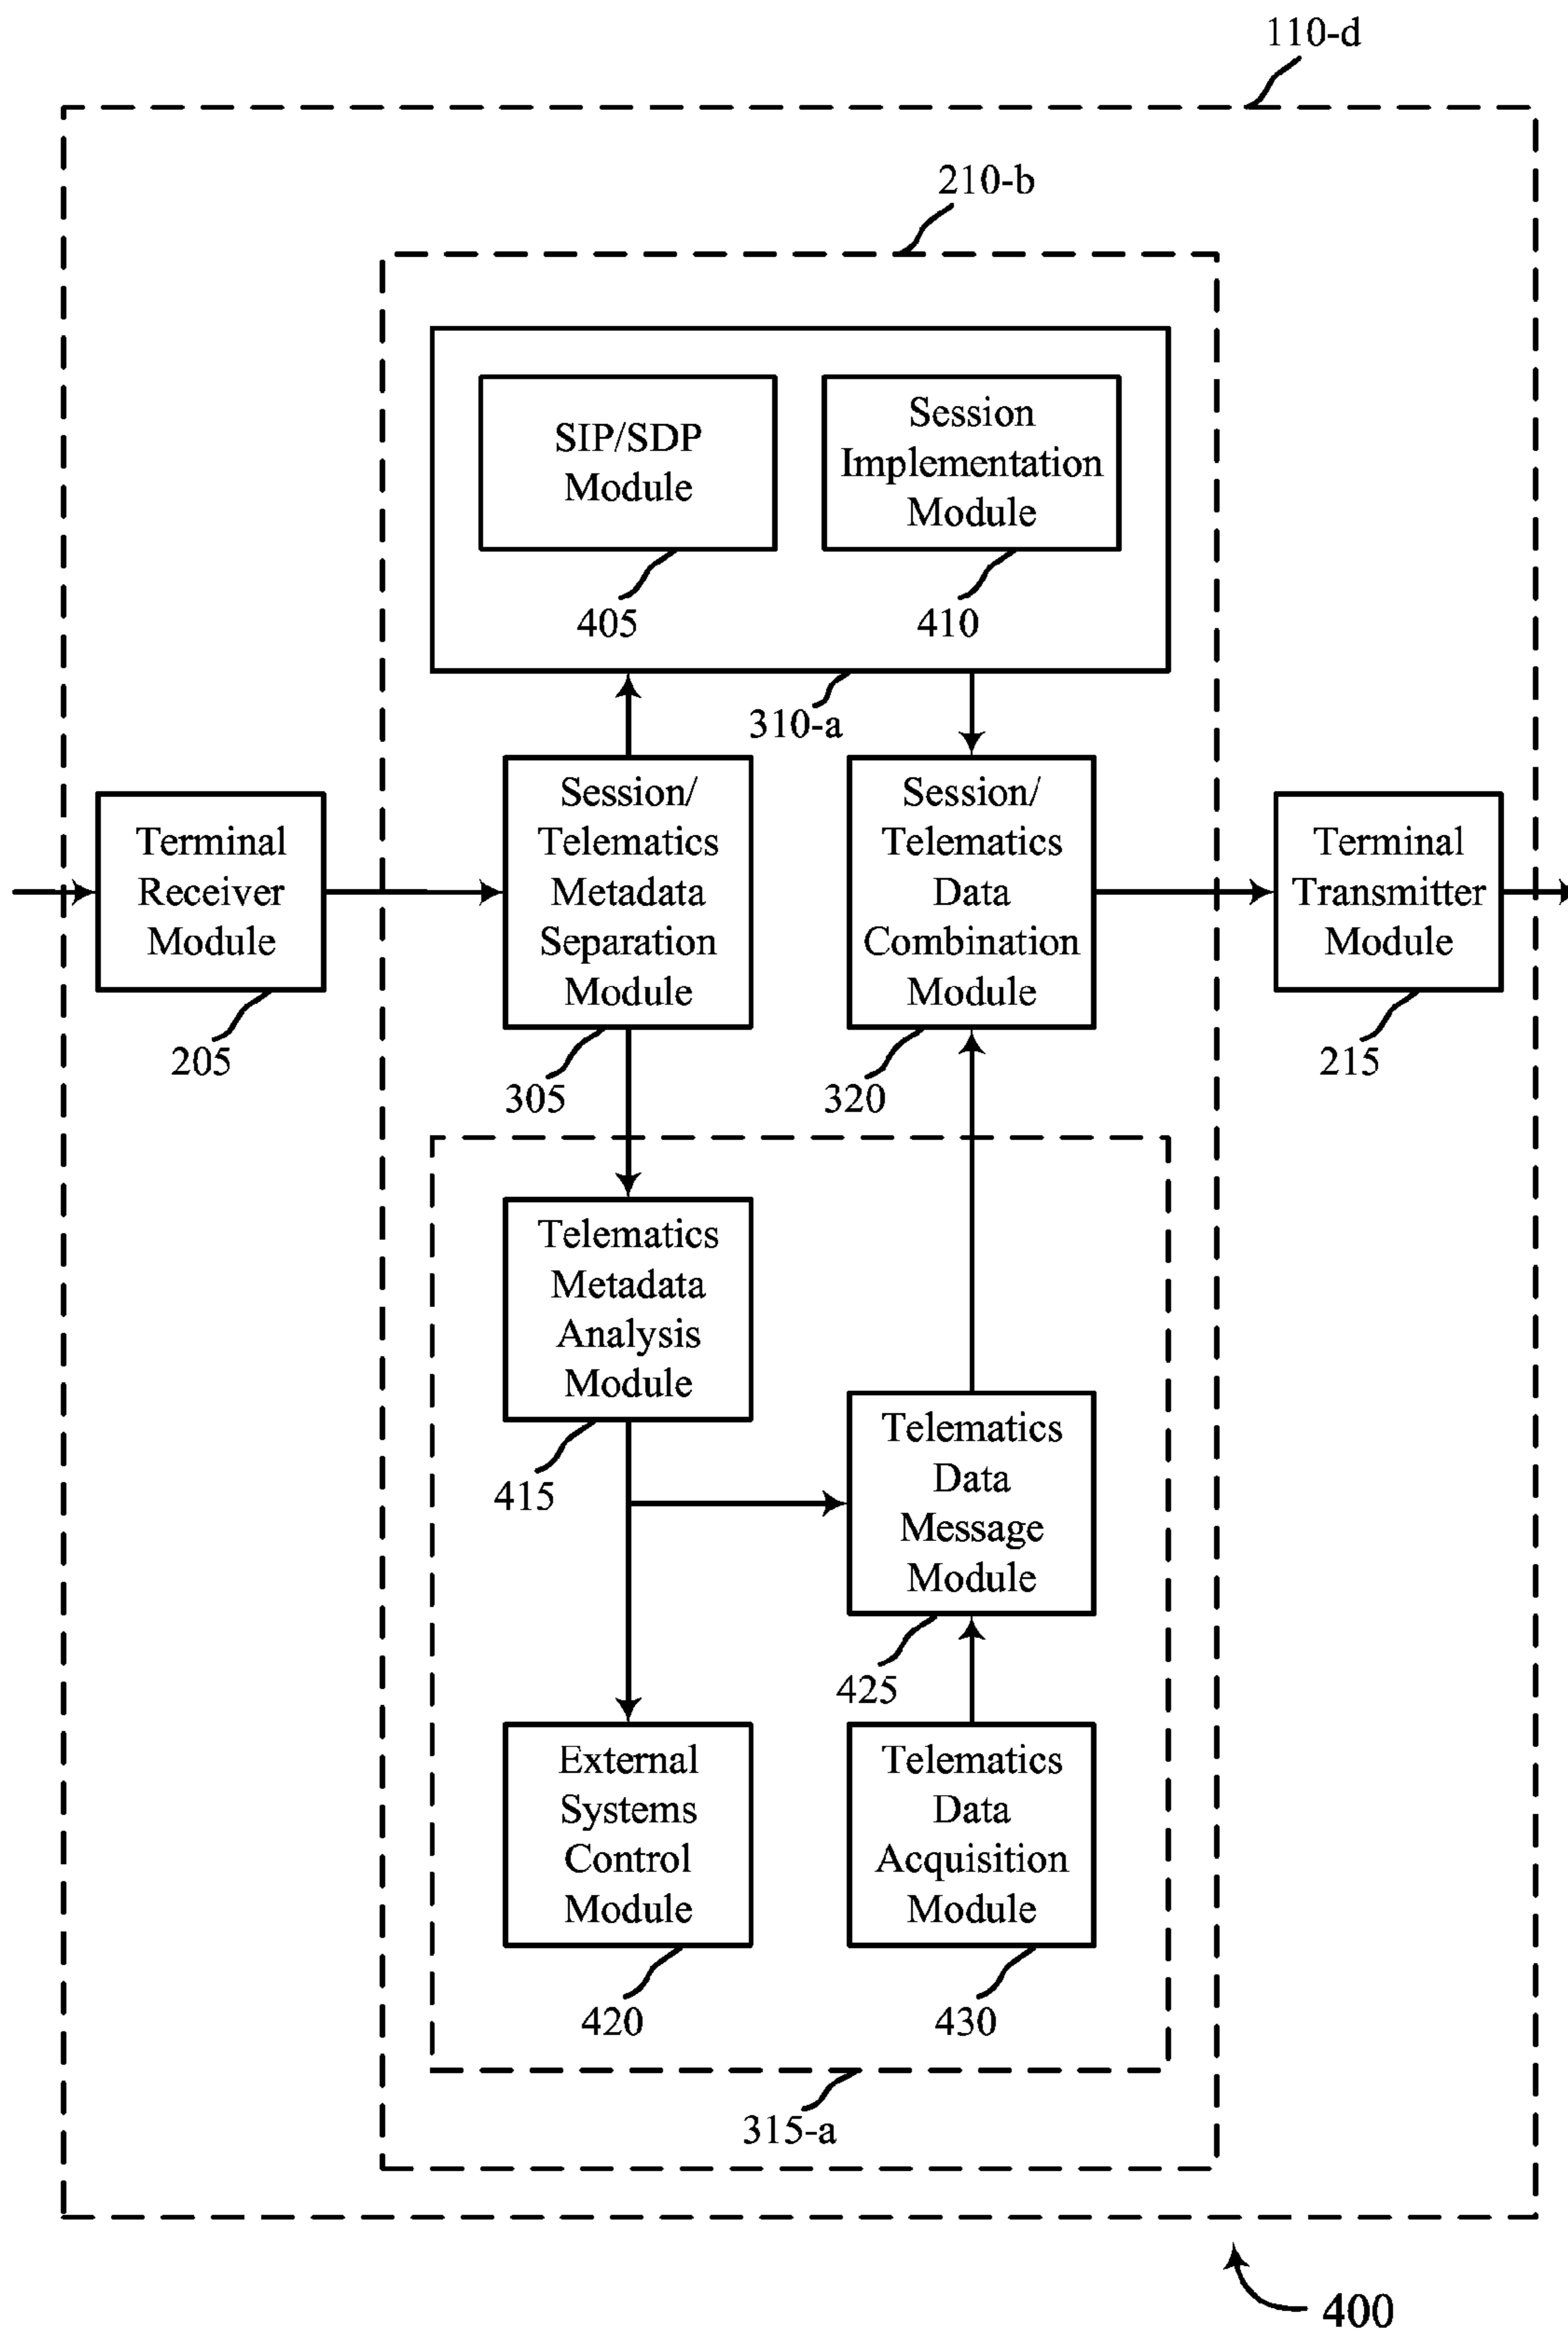 110-d
210-b
SIP/SDP
Module
405
Session
Implementation
Module
410
310-a
Terminal
Receiver
Module
205
Session/
Telematics
Metadata
Separation
Module
305
Session/
Telematics
Data
Combination
Module
320
Terminal
Transmitter
Module
215
Telematics
Metadata
Analysis
Module
415
Telematics
Data
Message
Module
425
External
Systems
Control
Module
420
Telematics
Data
Acquisition
Module
430
315-a
400